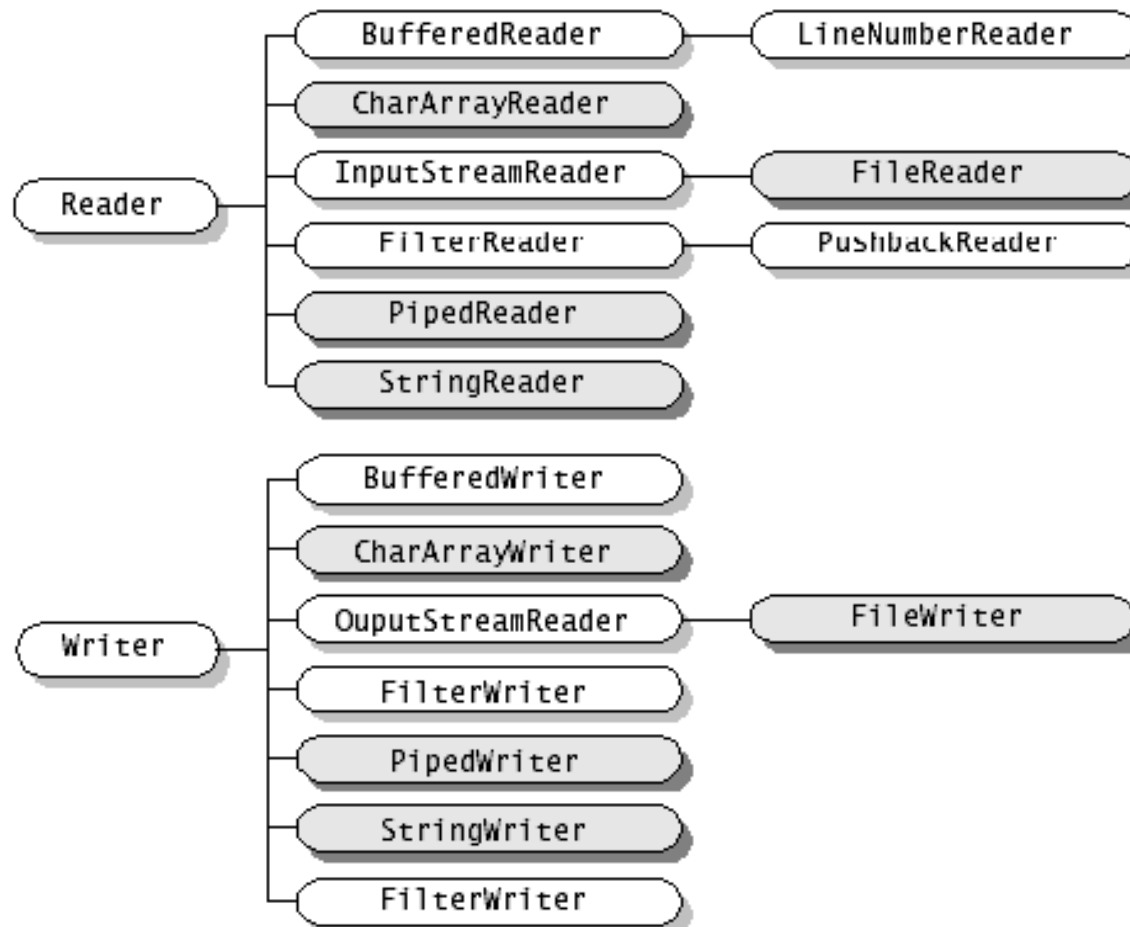 BufferedReader
LineNumberReader
CharArrayReader
InputStreamReader
FileReader
Reader
FilterReader
PushbackReader
PipedReader
StringReader
BufferedWriter
CharArrayWriter
OuputStreamReader
FileWriter
Writer
FilterWriter
PipedWriter
StringWriter
FilterWriter